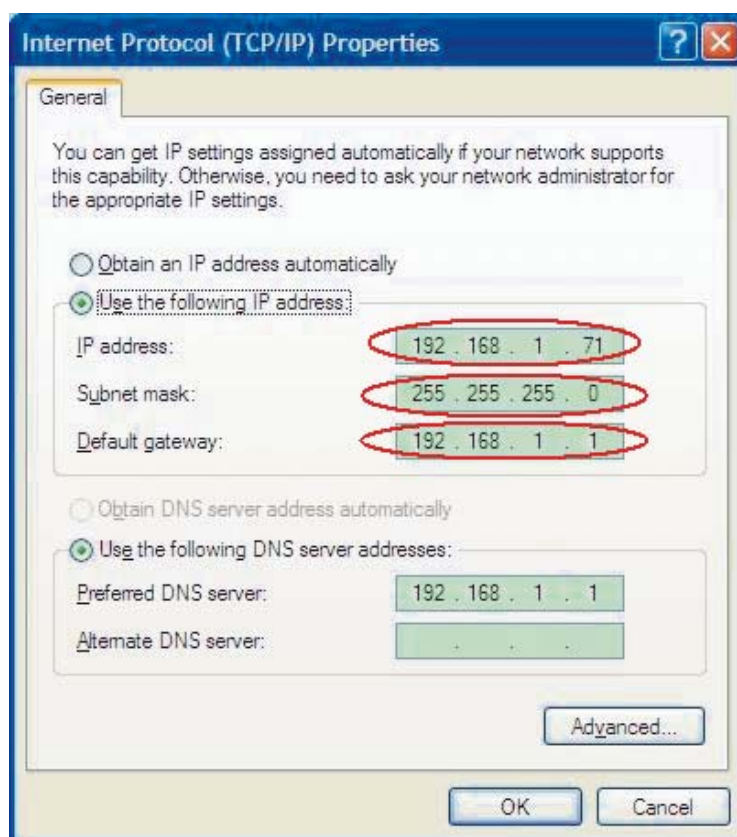 Internet Protocol (TCP/IP) Properties
General
You can get IP settings assigned automatically if your network supports
this capability. Otherwise, you need to ask your network administrator for
the appropriate IP settings.
Obtain an IP address automatically
Use the following IP address:
IP address: 192 . 168 . 1 . 71
Subnet mask: 255 . 255 . 255 . 0
Default gateway: 192 . 168 . 1 . 1
Obtain DNS server address automatically
Use the following DNS server addresses:
Preferred DNS server: 192 . 168 . 1 . 1
Alternate DNS server: . . .
Advanced...
OK Cancel